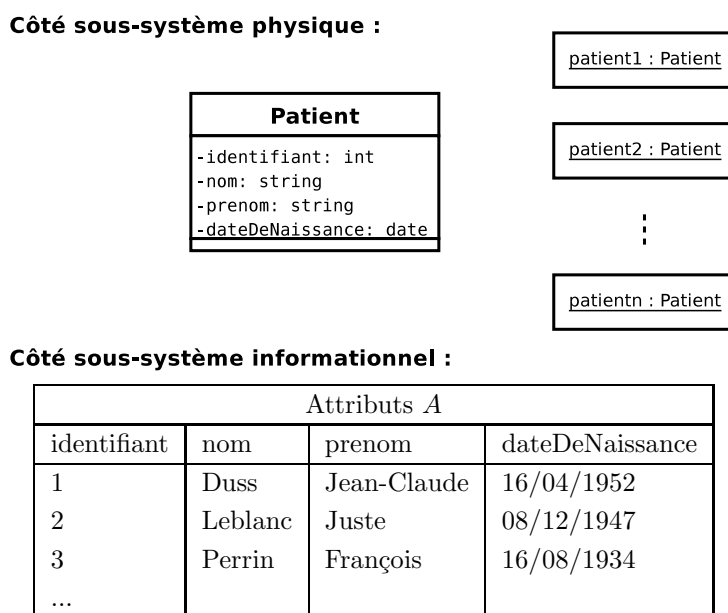 Côté sous-système physique :
patient1 : Patient
Patient
-identifiant: int
-nom: string
-prenom: string
-dateDeNaissance: date
patient2 : Patient
patientn : Patient
Côté sous-système informationnel :
Attributs A
identifiant nom prenom dateDeNaissance
1 Duss Jean-Claude 16/04/1952
2 Leblanc Juste 08/12/1947
3 Perrin François 16/08/1934
...